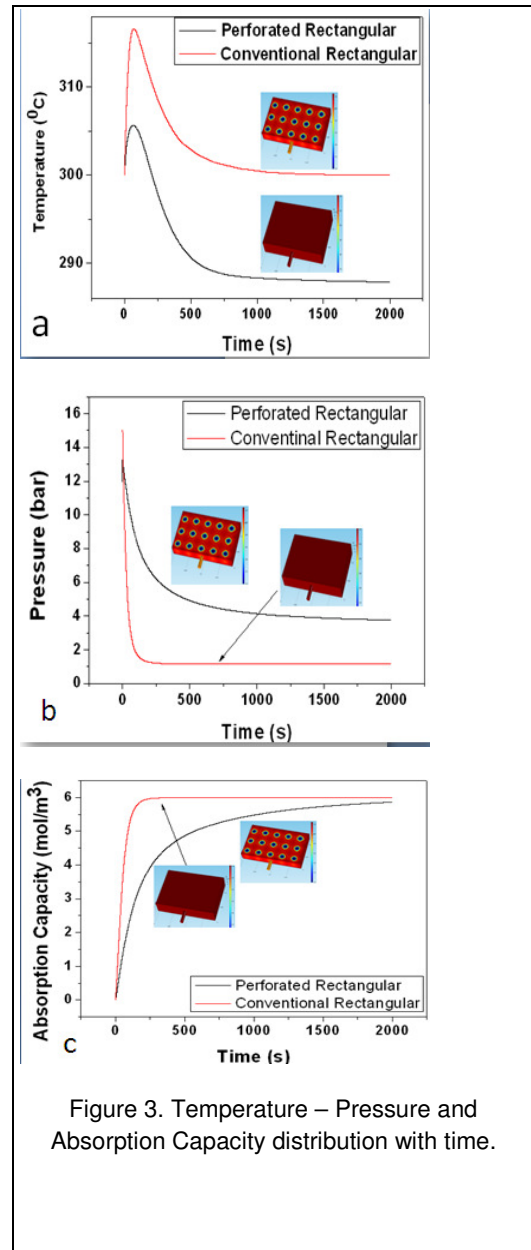 Perforated Rectangular
Conventional Rectangular
310
300
290
Temperature (⁰C)
0 500 1000 1500 2000
Time (s)
a
16
14
12
10
8
6
4
2
0
Perforated Rectangular
Conventinal Rectangular
Pressure (bar)
0 500 1000 1500 2000
Time (s)
b
6
5
4
3
2
1
0
Absorption Capacity (mol/m³)
Perforated Rectangular
Conventional Rectangular
0 500 1000 1500 2000
Time (s)
c
Figure 3. Temperature – Pressure and
Absorption Capacity distribution with time.